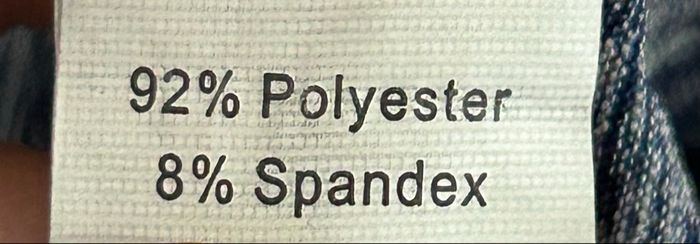 92% Polyester
8% Spandex